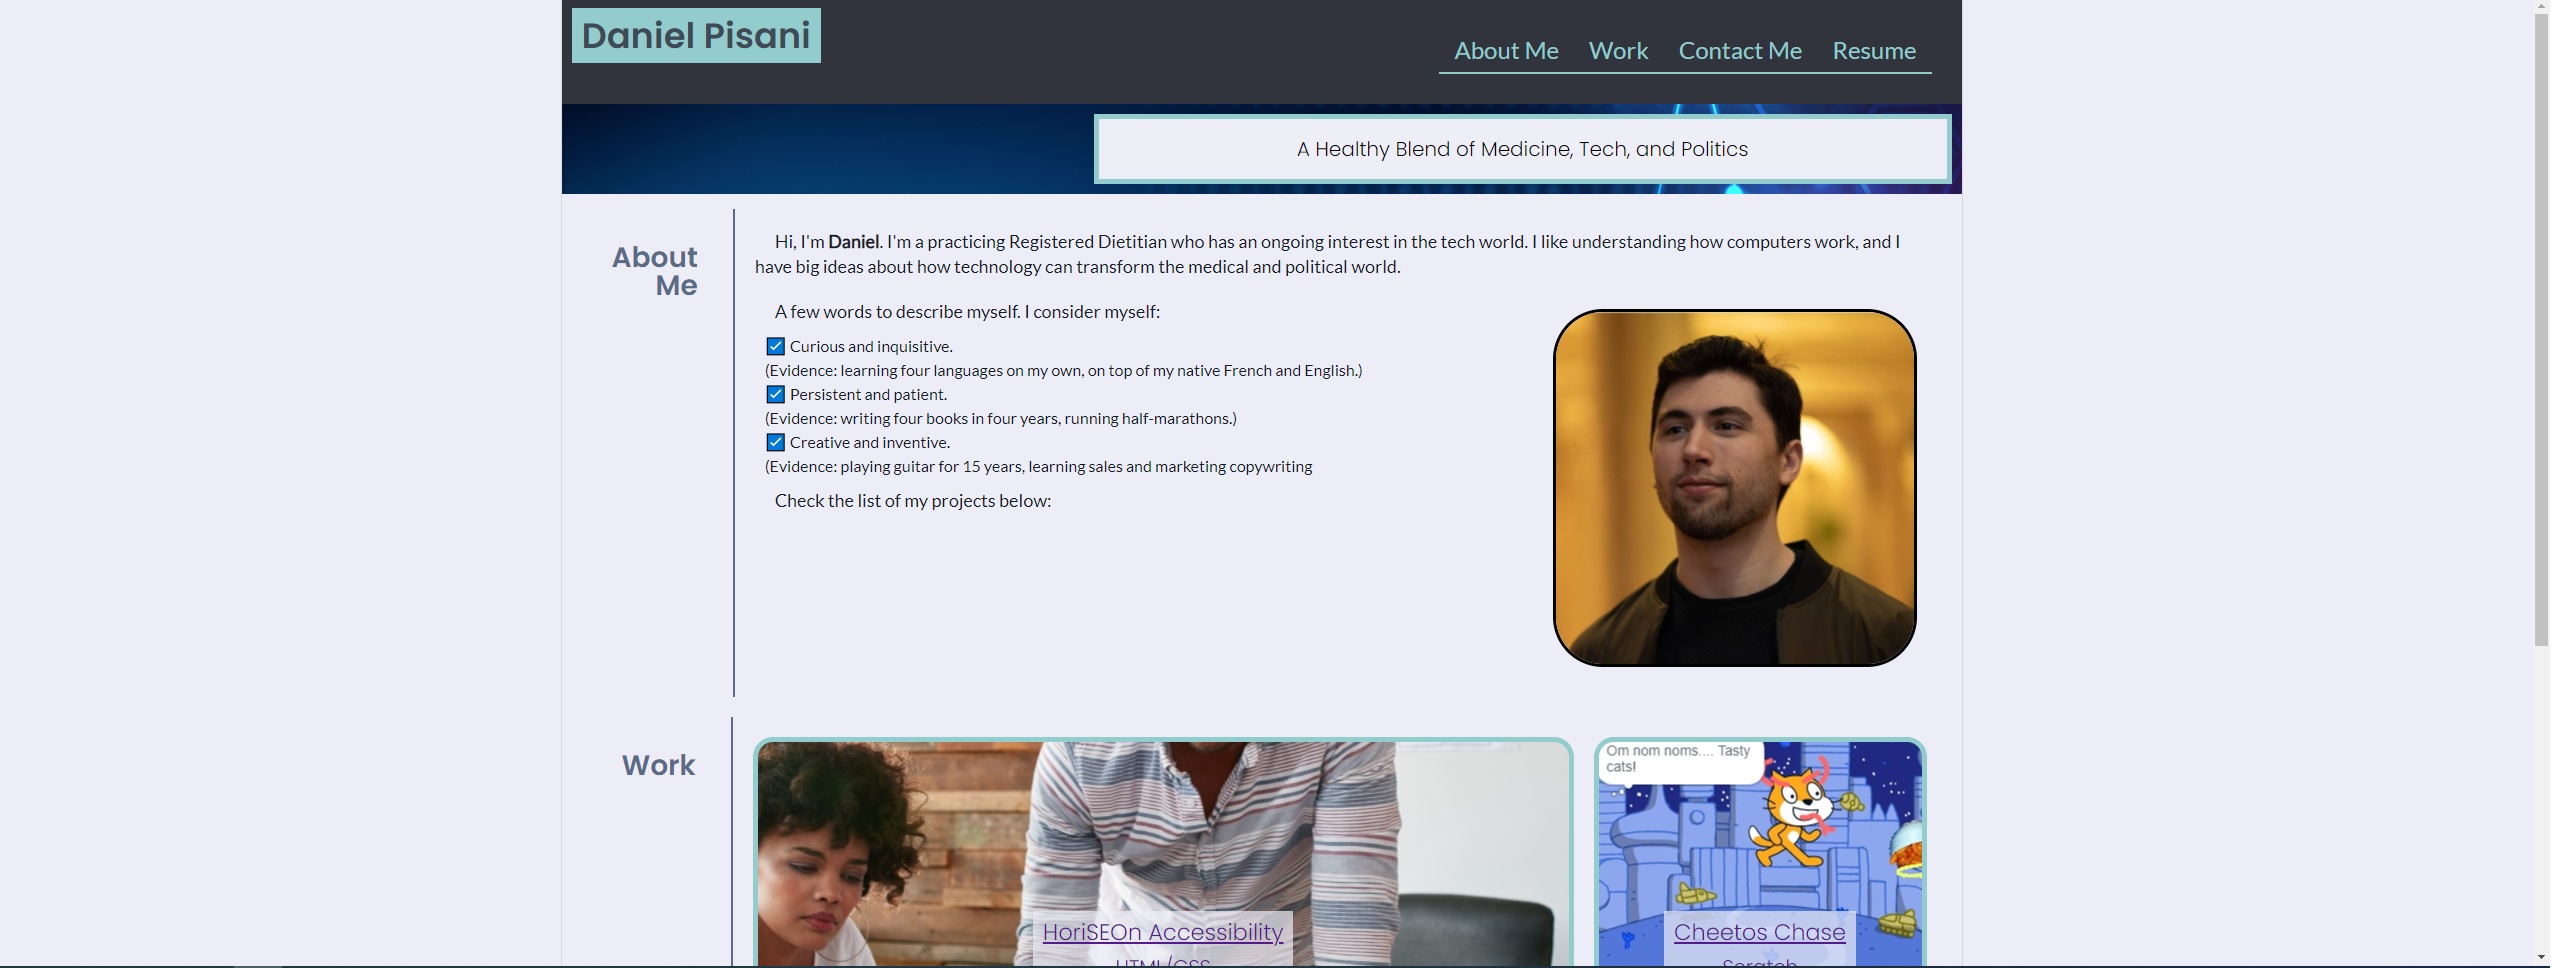 Daniel Pisani
About Me Work Contact Me Resume
A Healthy Blend of Medicine, Tech, and Politics
About
Me
Hi, I'm Daniel. I'm a practicing Registered Dietitian who has an ongoing interest in the tech world. I like understanding how computers work, and I
have big ideas about how technology can transform the medical and political world.
A few words to describe myself. I consider myself:
Curious and inquisitive.
(Evidence: learning four languages on my own, on top of my native French and English.)
Persistent and patient.
(Evidence: writing four books in four years, running half-marathons.)
Creative and inventive.
(Evidence: playing guitar for 15 years, learning sales and marketing copywriting
Check the list of my projects below:
Work
Om nom noms.... Tasty
cats!
HoriSEOn Accessibility
HTML/CSS
Cheetos Chase
Scratch